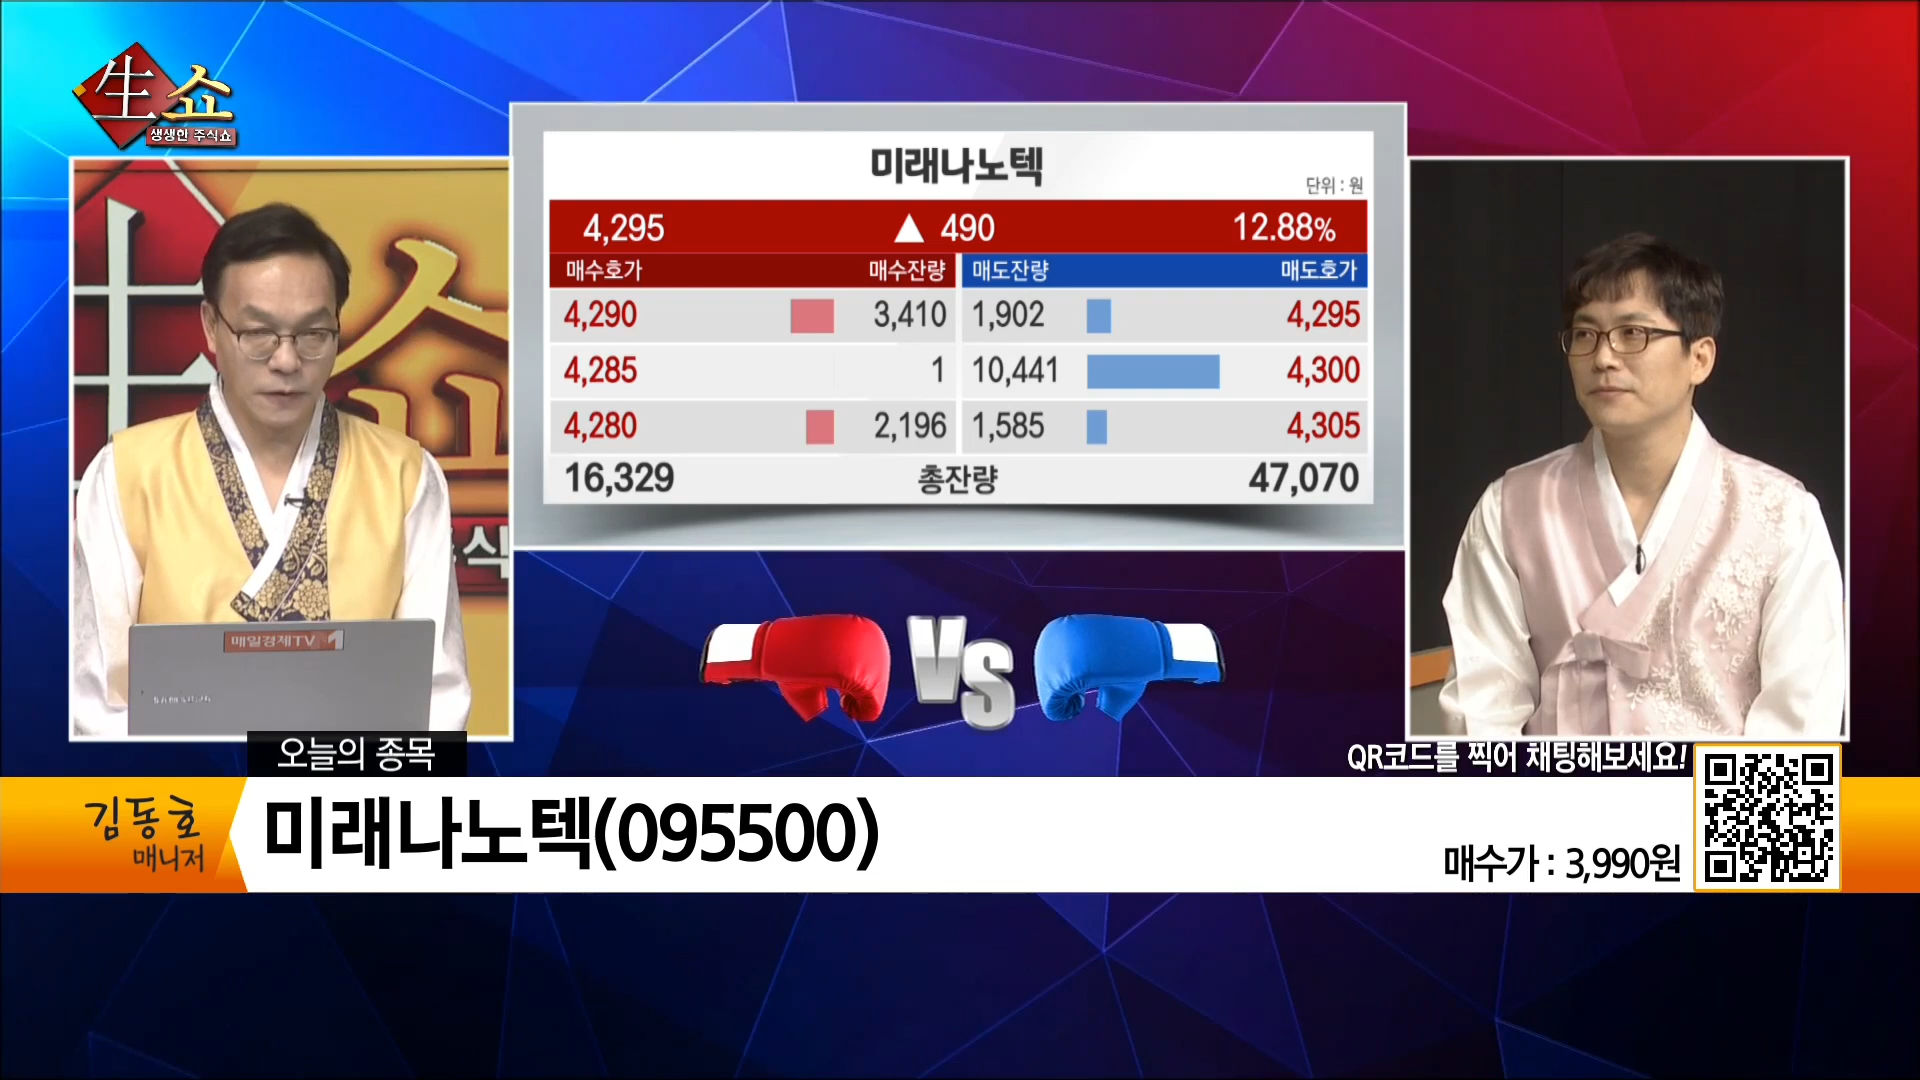 生쇼
생생한 주식쇼
미래나노텍
단위 : 원
4,295 ▲ 490 12.88%
매수호가 매수잔량 매도잔량 매도호가
4,290 3,410 1,902 4,295
4,285 1 10,441 4,300
4,280 2,196 1,585 4,305
16,329 총잔량 47,070
식
매일경제TV 1
VS
오늘의 종목
QR코드를 찍어 채팅해보세요!
김동호
매니저
미래나노텍(095500)
매수가 : 3,990원